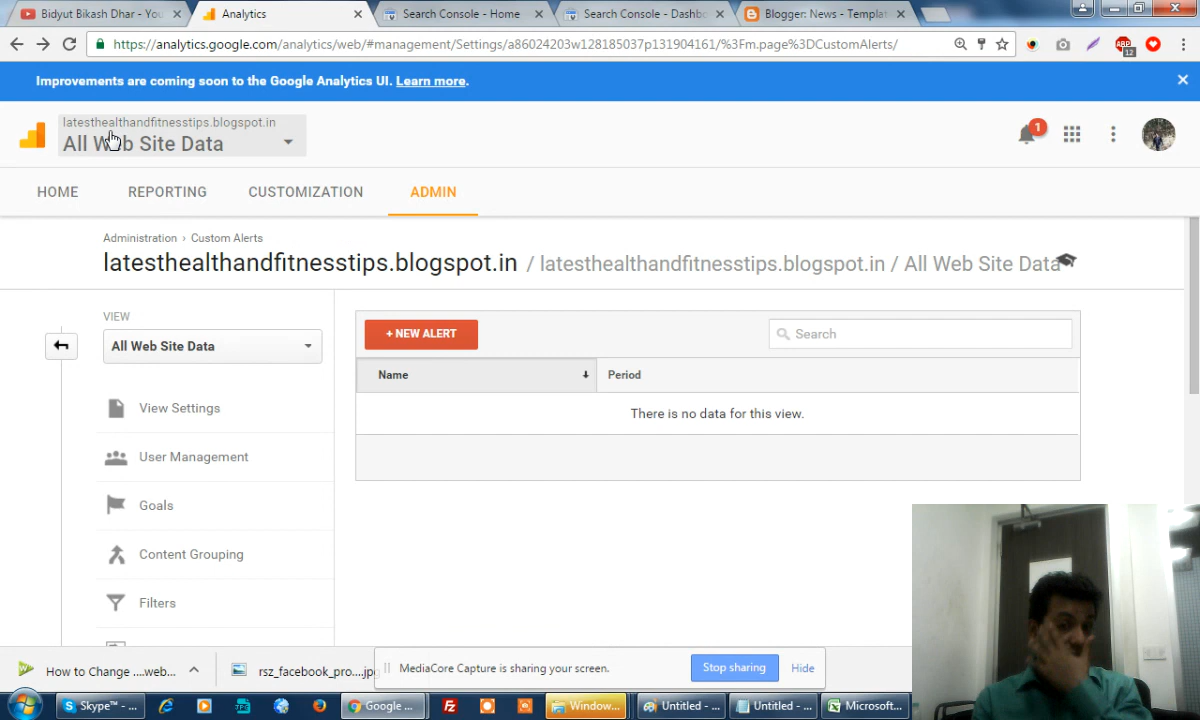 Bidyut Bikash Dhar - You
Analytics
Search Console - Home
Search Console - Dashbo
Blogger: News - Templat
https://analytics.google.com/analytics/web/#management/Settings/a86024203w128185037p131904161/%3Fm.page%3DCustomAlerts/
ABP
12
Improvements are coming soon to the Google Analytics UI. Learn more.
latesthealthandfitnesstips.blogspot.in
All Web Site Data
1
HOME
REPORTING
CUSTOMIZATION
ADMIN
Administration › Custom Alerts
latesthealthandfitnesstips.blogspot.in / latesthealthandfitnesstips.blogspot.in / All Web Site Data
VIEW
All Web Site Data
View Settings
User Management
Goals
Content Grouping
Filters
+ NEW ALERT
Search
Name
Period
There is no data for this view.
How to Change ....web...
rsz_facebook_pro....jpg
MediaCore Capture is sharing your screen.
Stop sharing
Hide
Skype™ - ...
Google ...
Window...
Untitled - ...
Untitled - ...
Microsoft...